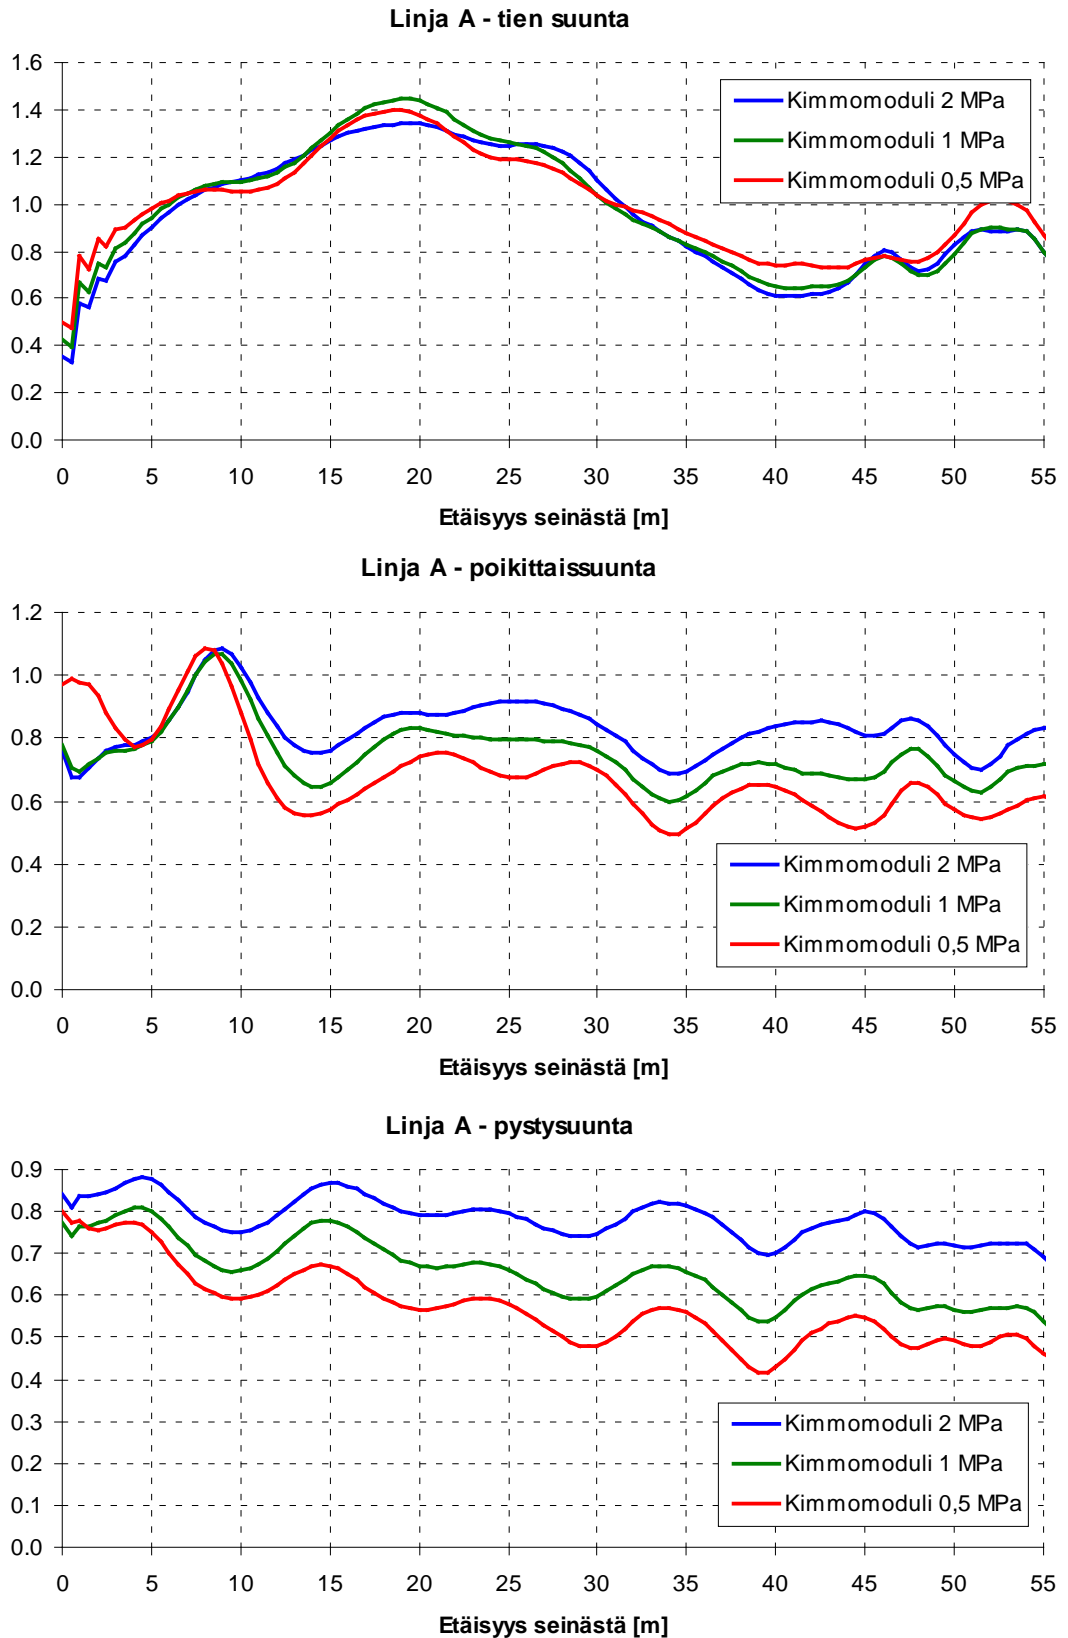 Linja A - tien suunta
1.6
1.4
1.2
1.0
0.8
0.6
0.4
0.2
0.0
Kimmomoduli 2 MPa
Kimmomoduli 1 MPa
Kimmomoduli 0,5 MPa
0 5 10 15 20 25 30 35 40 45 50 55
Etäisyys seinästä [m]
Linja A - poikittaissuunta
1.2
1.0
0.8
0.6
0.4
0.2
0.0
Kimmomoduli 2 MPa
Kimmomoduli 1 MPa
Kimmomoduli 0,5 MPa
0 5 10 15 20 25 30 35 40 45 50 55
Etäisyys seinästä [m]
Linja A - pystysuunta
0.9
0.8
0.7
0.6
0.5
0.4
0.3
0.2
0.1
0.0
Kimmomoduli 2 MPa
Kimmomoduli 1 MPa
Kimmomoduli 0,5 MPa
0 5 10 15 20 25 30 35 40 45 50 55
Etäisyys seinästä [m]